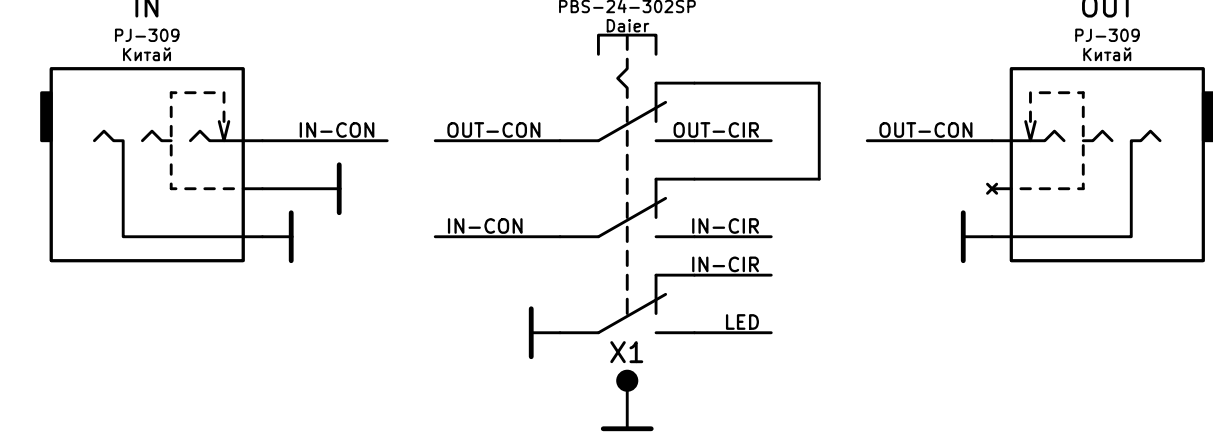 IN
PJ-309
Китай
IN-CON
PBS-24-302SP
Daier
OUT-CON
OUT-CIR
IN-CON
IN-CIR
IN-CIR
LED
X1
OUT
PJ-309
Китай
OUT-CON